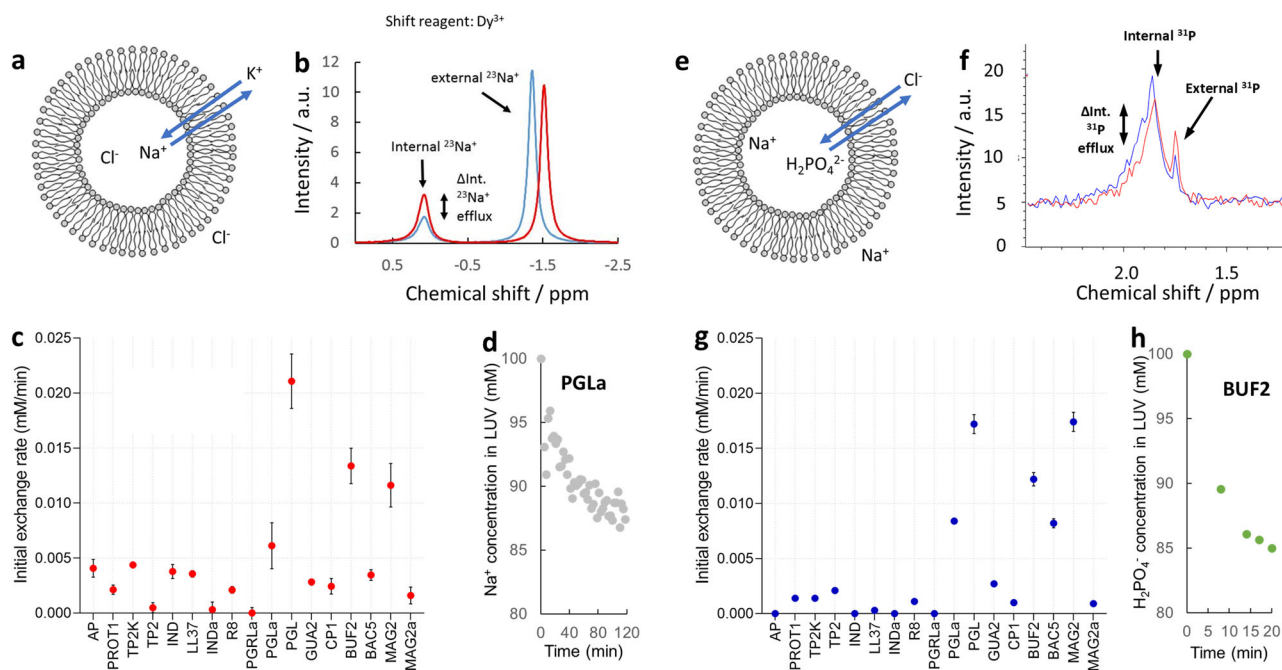 Shift reagent: Dy³⁺
a
K⁺
Cl⁻
Na⁺
Cl⁻
b
12
10
8
6
4
2
0
Intensity / a.u.
external ²³Na⁺
Internal ²³Na⁺
ΔInt.
²³Na⁺
efflux
0.5
-0.5
-1.5
-2.5
Chemical shift / ppm
e
Cl⁻
Na⁺
H₂PO₄²⁻
Na⁺
f
Internal ³¹P
External ³¹P
ΔInt.
³¹P
efflux
20
15
10
5
0
Intensity / a.u.
2.0
1.5
Chemical shift / ppm
c
0.025
0.020
0.015
0.010
0.005
0.000
Initial exchange rate (mM/min)
AP
PROT1
TP2K
TP2
IND
LL37
INDa
R8
PGRLa
PGLa
PGL
GUA2
CP1
BUF2
BAC5
MAG2
MAG2a
d
PGLa
100
95
90
85
80
Na⁺ concentration in LUV (mM)
0
40
80
120
Time (min)
g
0.025
0.020
0.015
0.010
0.005
0.000
Initial exchange rate (mM/min)
AP
PROT1
TP2K
TP2
IND
LL37
INDa
R8
PGRLa
PGLa
PGL
GUA2
CP1
BUF2
BAC5
MAG2
MAG2a
h
BUF2
100
95
90
85
80
H₂PO₄⁻ concentration in LUV (mM)
0
10
15
20
Time (min)